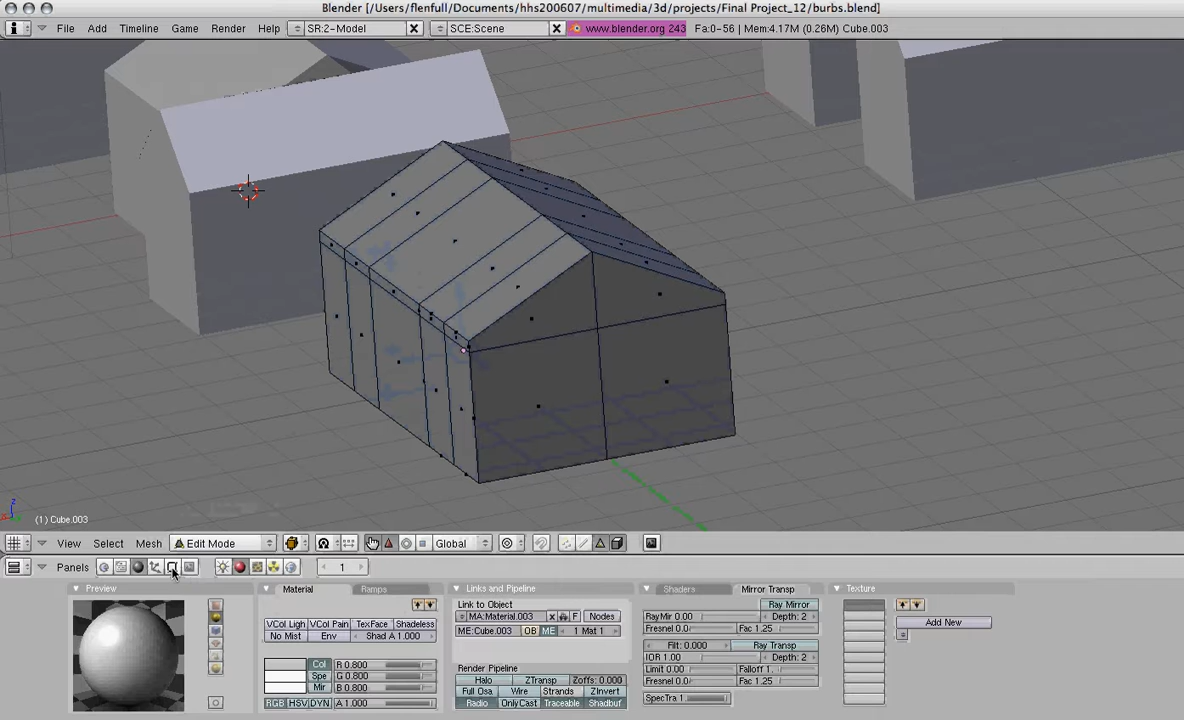 Blender [/Users/flenfull/Documents/hhs200607/multimedia/3d/projects/Final Project_12/burbs.blend]
File Add Timeline Game Render Help SR:2-Model SCE:Scene www.blender.org 243 Fa:0-56 | Mem:4.17M (0.26M) Cube.003
z
(1) Cube.003
View Select Mesh Edit Mode Global
Panels 1
Preview Material Ramps Links and Pipeline Shaders Mirror Transp Texture
Link to Object
MA:Material.003 F Nodes
ME:Cube.003 OB ME 1 Mat 1
VCol Ligh VCol Pain TexFace Shadeless
No Mist Env Shad A 1.000
Col R 0.800
Spe G 0.800
Mir B 0.800
RGB HSV DYN A 1.000
Render Pipeline
Halo ZTransp Zoffs: 0.000
Full Osa Wire Strands ZInvert
Radio OnlyCast Traceable Shadbuf
Ray Mirror
RayMir 0.00 Depth: 2
Fresnel 0.0 Fac 1.25
Filt: 0.000 Ray Transp
IOR 1.00 Depth: 2
Limit 0.00 Falloff 1.
Fresnel 0.0 Fac 1.25
SpecTra 1
Add New